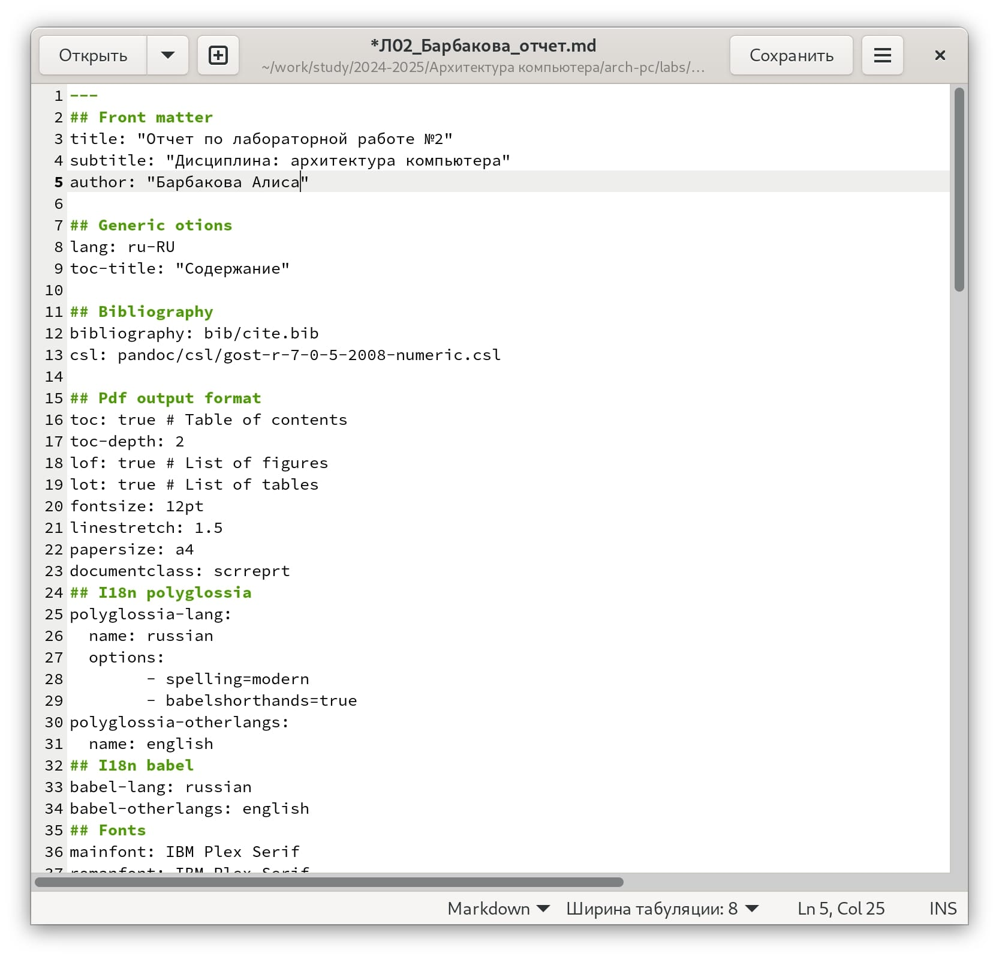 Открыть
*Л02_Барбакова_отчет.md
~/work/study/2024-2025/Архитектура компьютера/arch-pc/labs/…
Сохранить
1 ---
2 ## Front matter
3 title: "Отчет по лабораторной работе №2"
4 subtitle: "Дисциплина: архитектура компьютера"
5 author: "Барбакова Алиса"
6
7 ## Generic otions
8 lang: ru-RU
9 toc-title: "Содержание"
10
11 ## Bibliography
12 bibliography: bib/cite.bib
13 csl: pandoc/csl/gost-r-7-0-5-2008-numeric.csl
14
15 ## Pdf output format
16 toc: true # Table of contents
17 toc-depth: 2
18 lof: true # List of figures
19 lot: true # List of tables
20 fontsize: 12pt
21 linestretch: 1.5
22 papersize: a4
23 documentclass: scrreprt
24 ## I18n polyglossia
25 polyglossia-lang:
26   name: russian
27   options:
28         - spelling=modern
29         - babelshorthands=true
30 polyglossia-otherlangs:
31   name: english
32 ## I18n babel
33 babel-lang: russian
34 babel-otherlangs: english
35 ## Fonts
36 mainfont: IBM Plex Serif
37 romanfont: IBM Plex Serif
Markdown Ширина табуляции: 8 Ln 5, Col 25 INS